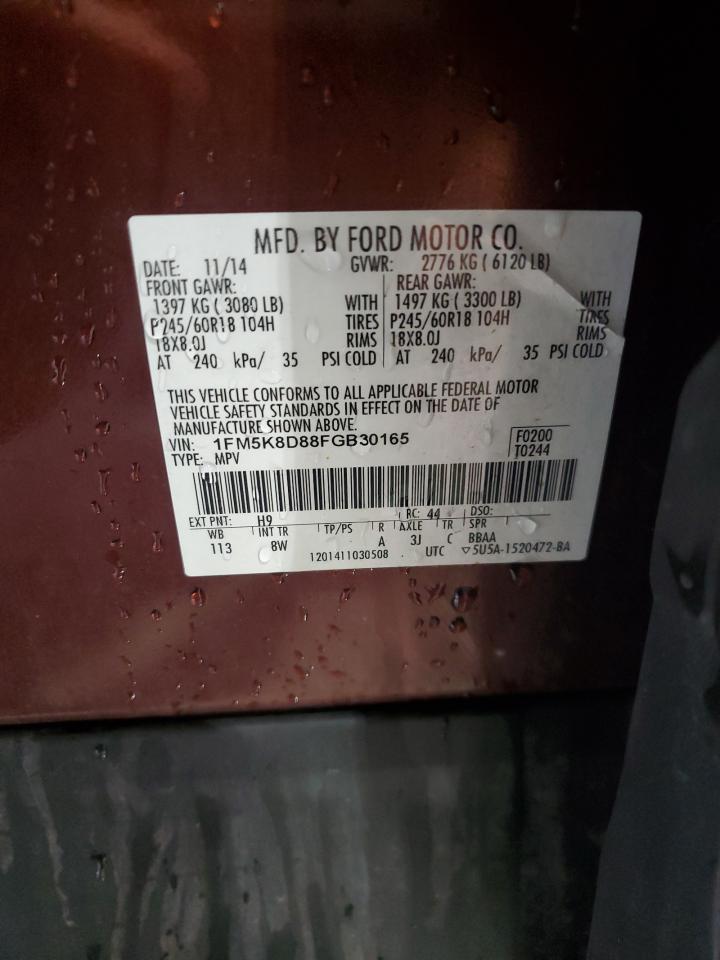 MFD. BY FORD MOTOR CO.
DATE: 11/14 GVWR: 2776 KG ( 6120 LB)
FRONT GAWR: REAR GAWR:
1397 KG ( 3080 LB) WITH 1497 KG ( 3300 LB) WITH
P245/60R18 104H TIRES P245/60R18 104H TIRES
18X8.0J RIMS 18X8.0J RIMS
AT 240 kPa/ 35 PSI COLD AT 240 kPa/ 35 PSI COLD
THIS VEHICLE CONFORMS TO ALL APPLICABLE FEDERAL MOTOR
VEHICLE SAFETY STANDARDS IN EFFECT ON THE DATE OF
MANUFACTURE SHOWN ABOVE.
VIN: 1FM5K8D88FGB30165 F0200
TYPE: MPV T0244
EXT PNT: H9 RC: 44 DSO:
WB INT TR TP/PS R AXLE TR SPR
113 8W A 3J C BBAA
1201411030508 UTC ▽5U5A-1520472-BA